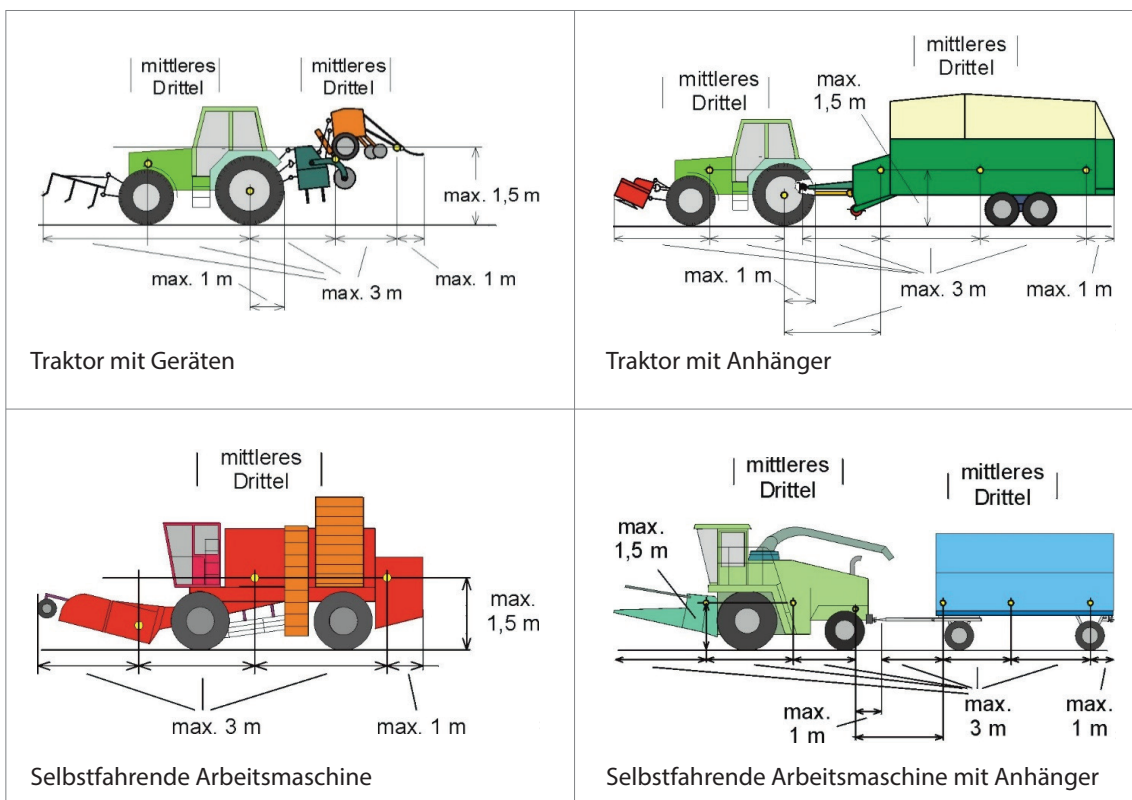 mittleres
Drittel
mittleres
Drittel
max. 1,5 m
max. 1 m
max. 3 m
max. 1 m
Traktor mit Geräten
mittleres
Drittel
mittleres
Drittel
max.
1,5 m
max. 1 m
max. 3 m
max. 1 m
Traktor mit Anhänger
mittleres
Drittel
max.
1,5 m
max. 3 m
max. 1 m
Selbstfahrende Arbeitsmaschine
mittleres
Drittel
mittleres
Drittel
max.
1,5 m
max.
1 m
max.
3 m
max.
1 m
Selbstfahrende Arbeitsmaschine mit Anhänger